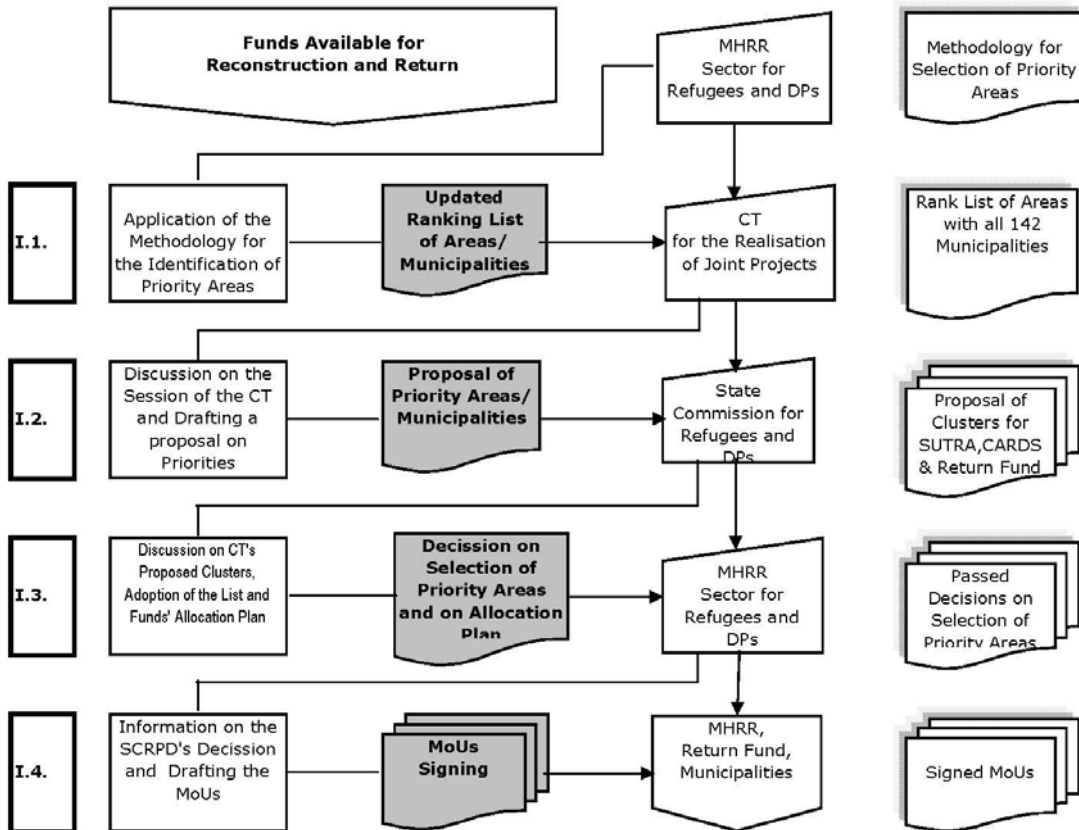 Funds Available for
Reconstruction and Return
MHRR
Sector for
Refugees and DPs
Methodology for
Selection of Priority
Areas
I.1.
Application of the
Methodology for
the Identification of
Priority Areas
Updated
Ranking List
of Areas/
Municipalities
CT
for the Realisation
of Joint Projects
Rank List of Areas
with all 142
Municipalities
I.2.
Discussion on the
Session of the CT
and Drafting a
proposal on
Priorities
Proposal of
Priority Areas/
Municipalities
State
Commission for
Refugees and
DPs
Proposal of
Clusters for
SUTRA,CARDS
& Return Fund
I.3.
Discussion on CT's
Proposed Clusters,
Adoption of the List and
Funds' Allocation Plan
Decission on
Selection of
Priority Areas
and on Allocation
Plan
MHRR
Sector for
Refugees and
DPs
Passed
Decisions on
Selection of
Priority Areas
I.4.
Information on the
SCRPD's Decission
and Drafting the
MoUs
MoUs
Signing
MHRR,
Return Fund,
Municipalities
Signed MoUs